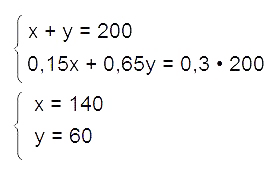 x + y = 200
0,15x + 0,65y = 0,3 • 200
x = 140
y = 60